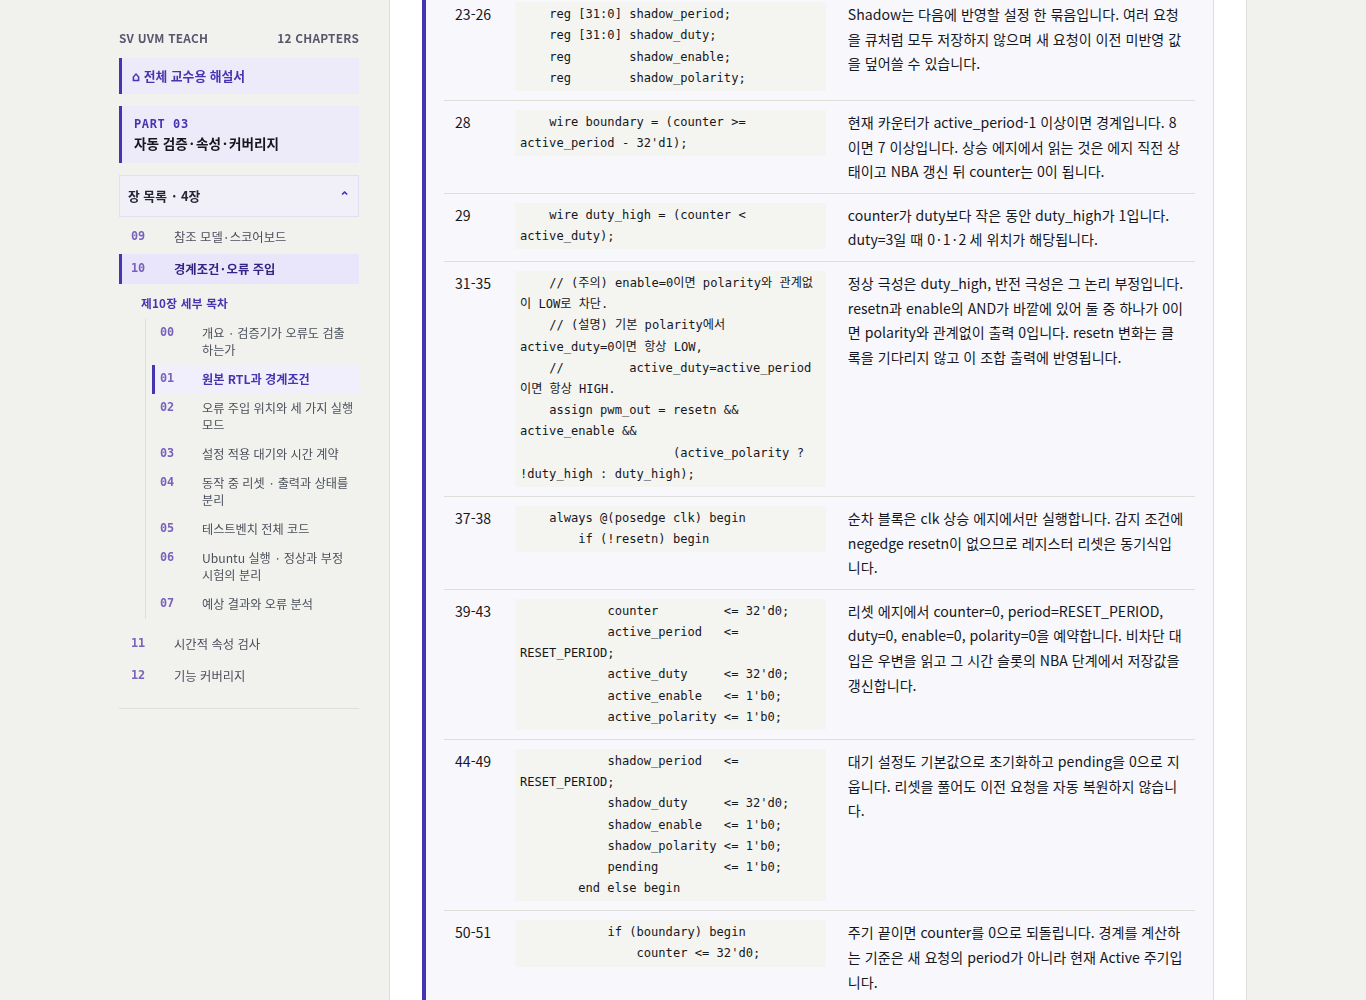 SV UVM TEACH 12 CHAPTERS
⌂ 전체 교수용 해설서
PART 03
자동 검증·속성·커버리지
장 목록 · 4장
09 참조 모델·스코어보드
10 경계조건·오류 주입
제10장 세부 목차
00 개요 · 검증기가 오류도 검출
하는가
01 원본 RTL과 경계조건
02 오류 주입 위치와 세 가지 실행
모드
03 설정 적용 대기와 시간 계약
04 동작 중 리셋 · 출력과 상태를
분리
05 테스트벤치 전체 코드
06 Ubuntu 실행 · 정상과 부정
시험의 분리
07 예상 결과와 오류 분석
11 시간적 속성 검사
12 기능 커버리지
23-26
reg [31:0] shadow_period;
reg [31:0] shadow_duty;
reg        shadow_enable;
reg        shadow_polarity;
Shadow는 다음에 반영할 설정 한 묶음입니다. 여러 요청
을 큐처럼 모두 저장하지 않으며 새 요청이 이전 미반영 값
을 덮어쓸 수 있습니다.
28
wire boundary = (counter >=
active_period - 32'd1);
현재 카운터가 active_period-1 이상이면 경계입니다. 8
이면 7 이상입니다. 상승 에지에서 읽는 것은 에지 직전 상
태이고 NBA 갱신 뒤 counter는 0이 됩니다.
29
wire duty_high = (counter <
active_duty);
counter가 duty보다 작은 동안 duty_high가 1입니다.
duty=3일 때 0·1·2 세 위치가 해당됩니다.
31-35
// (주의) enable=0이면 polarity와 관계없
이 LOW로 차단.
// (설명) 기본 polarity에서
active_duty=0이면 항상 LOW,
//         active_duty=active_period
이면 항상 HIGH.
assign pwm_out = resetn &&
active_enable &&
(active_polarity ?
!duty_high : duty_high);
정상 극성은 duty_high, 반전 극성은 그 논리 부정입니다.
resetn과 enable의 AND가 바깥에 있어 둘 중 하나가 0이
면 polarity와 관계없이 출력 0입니다. resetn 변화는 클
록을 기다리지 않고 이 조합 출력에 반영됩니다.
37-38
always @(posedge clk) begin
if (!resetn) begin
순차 블록은 clk 상승 에지에서만 실행합니다. 감지 조건에
negedge resetn이 없으므로 레지스터 리셋은 동기식입
니다.
39-43
counter         <= 32'd0;
active_period   <=
RESET_PERIOD;
active_duty     <= 32'd0;
active_enable   <= 1'b0;
active_polarity <= 1'b0;
리셋 에지에서 counter=0, period=RESET_PERIOD,
duty=0, enable=0, polarity=0을 예약합니다. 비차단 대
입은 우변을 읽고 그 시간 슬롯의 NBA 단계에서 저장값을
갱신합니다.
44-49
shadow_period   <=
RESET_PERIOD;
shadow_duty     <= 32'd0;
shadow_enable   <= 1'b0;
shadow_polarity <= 1'b0;
pending         <= 1'b0;
end else begin
대기 설정도 기본값으로 초기화하고 pending을 0으로 지
웁니다. 리셋을 풀어도 이전 요청을 자동 복원하지 않습니
다.
50-51
if (boundary) begin
counter <= 32'd0;
주기 끝이면 counter를 0으로 되돌립니다. 경계를 계산하
는 기준은 새 요청의 period가 아니라 현재 Active 주기입
니다.